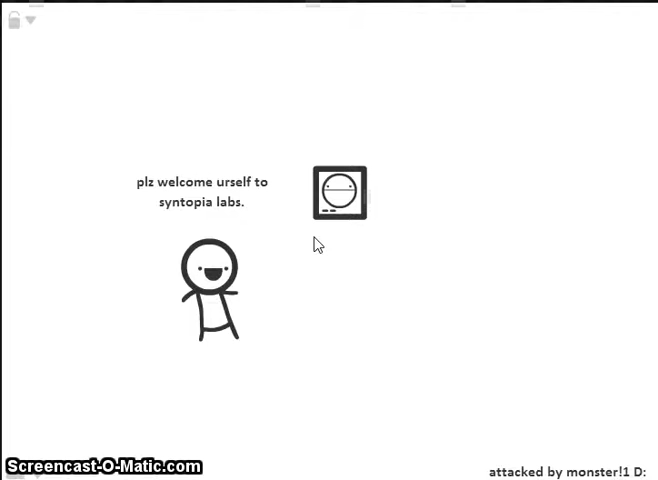 plz welcome urself to
syntopia labs.
Screencast-O-Matic.com
attacked by monster!1 D: